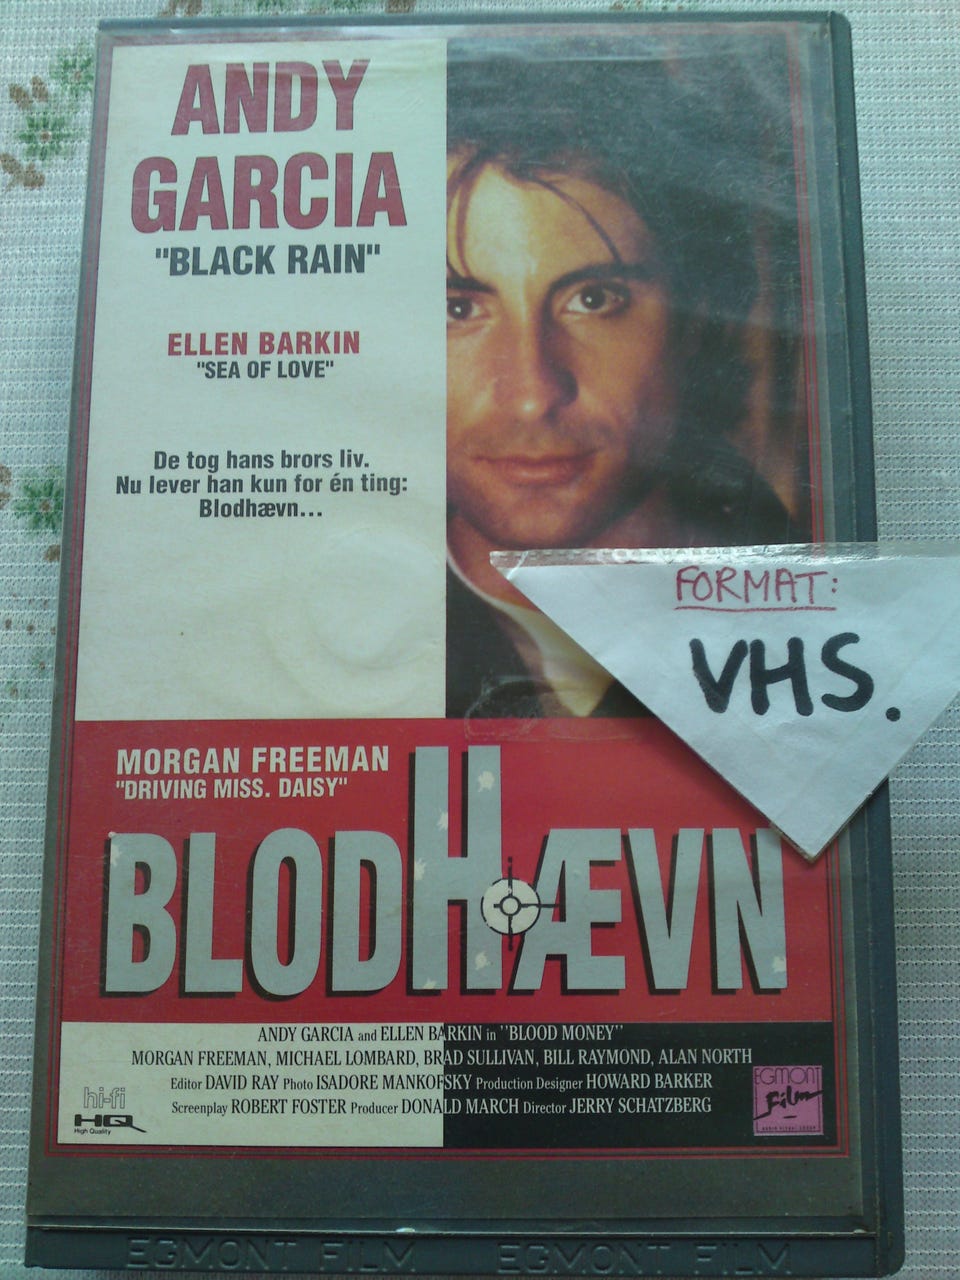 ANDY
GARCIA
"BLACK RAIN"
ELLEN BARKIN
"SEA OF LOVE"
De tog hans brors liv.
Nu lever han kun for én ting:
Blodhævn...
FORMAT:
VHS.
MORGAN FREEMAN
"DRIVING MISS. DAISY"
BLODHÆVN
ANDY GARCIA and ELLEN BARKIN in "BLOOD MONEY"
MORGAN FREEMAN, MICHAEL LOMBARD, BRAD SULLIVAN, BILL RAYMOND, ALAN NORTH
Editor DAVID RAY Photo ISADORE MANKOFSKY Production Designer HOWARD BARKER
Screenplay ROBERT FOSTER Producer DONALD MARCH Director JERRY SCHATZBERG
hi-fi
HQ
High Quality
EGMONT
Film
AUDIO VISUAL GROUP
EGMONT FILM EGMONT FILM